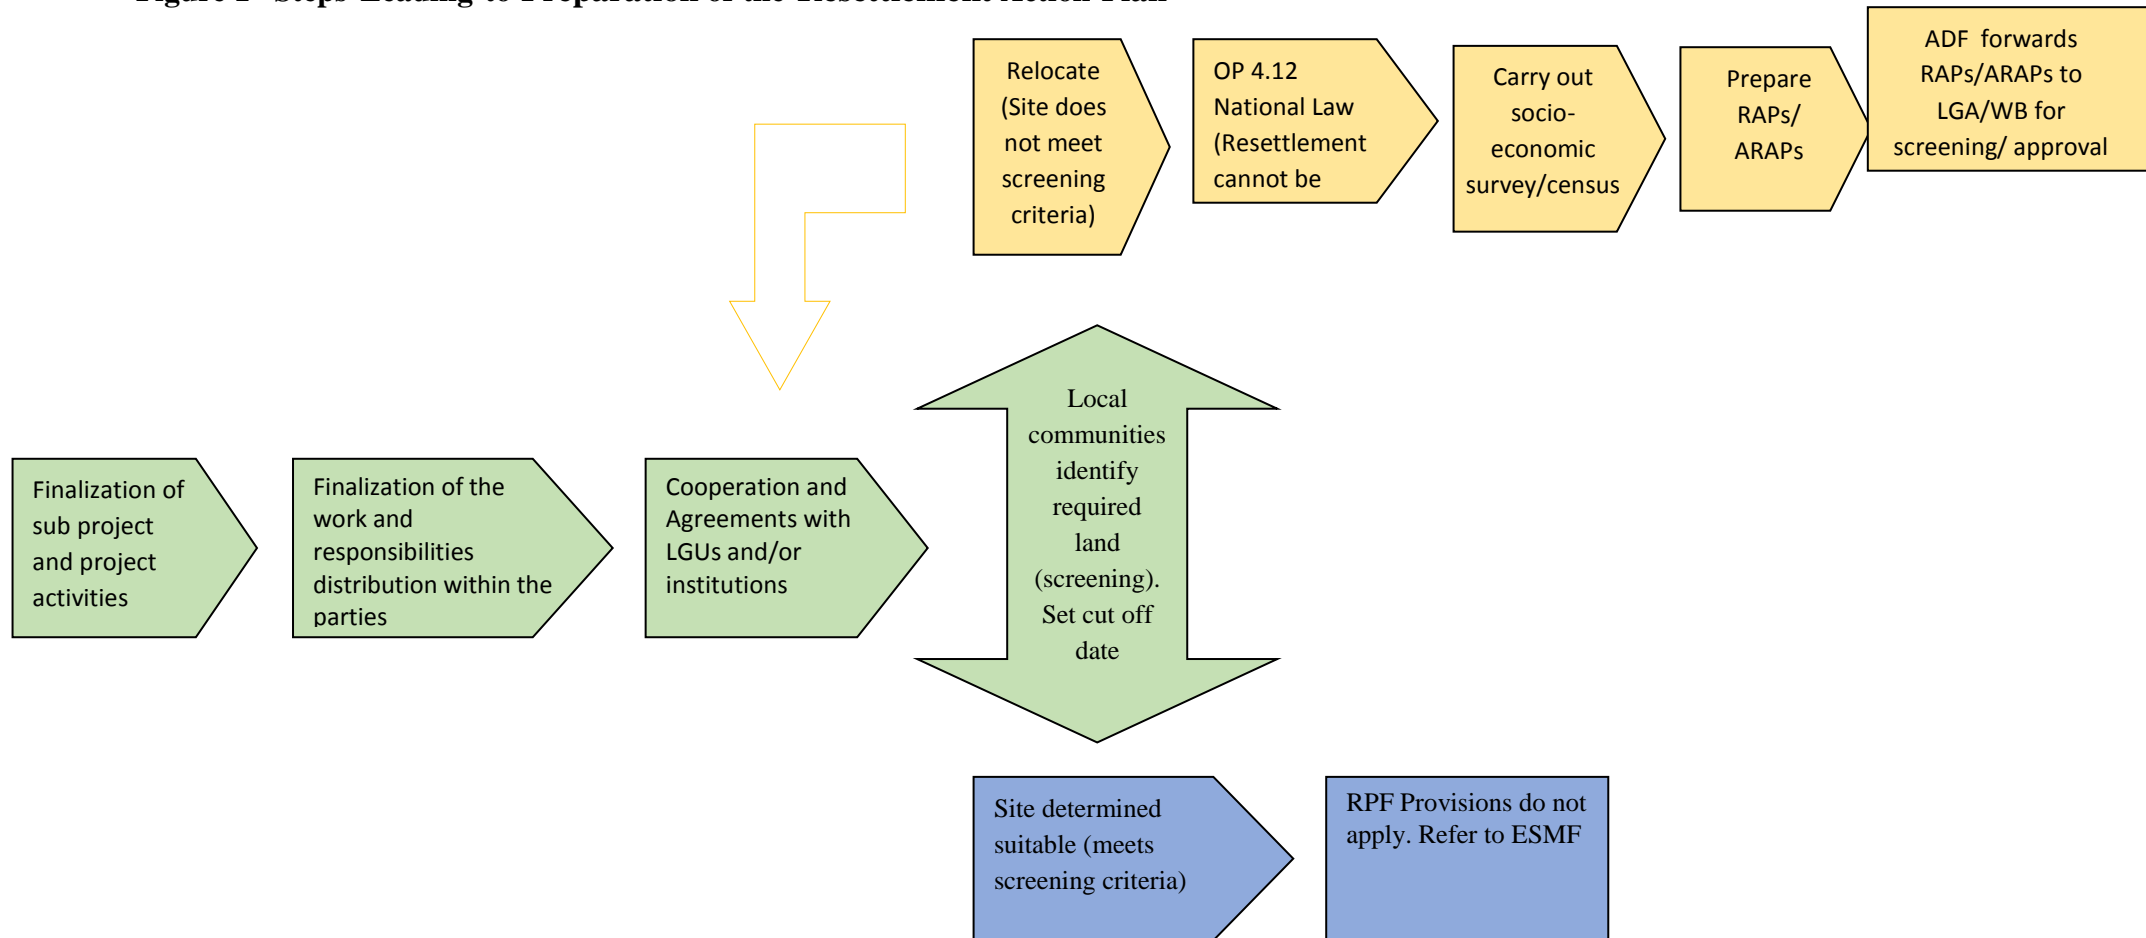 Relocate
(Site does
not meet
screening
criteria)
OP 4.12
National Law
(Resettlement
cannot be
Carry out
socio-
economic
survey/census
Prepare
RAPs/
ARAPs
ADF forwards
RAPs/ARAPs to
LGA/WB for
screening/ approval
Finalization of
sub project
and project
activities
Finalization of the
work and
responsibilities
distribution within the
parties
Cooperation and
Agreements with
LGUs and/or
institutions
Local
communities
identify
required
land
(screening).
Set cut off
date
Site determined
suitable (meets
screening criteria)
RPF Provisions do not
apply. Refer to ESMF